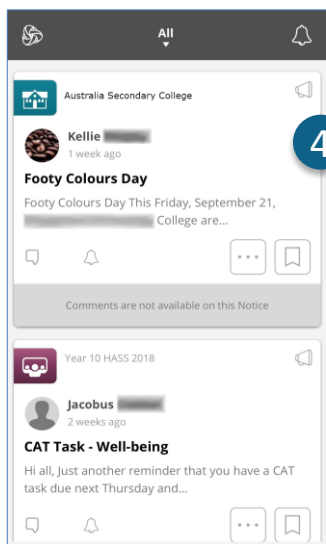 All
Australia Secondary College
Kellie
1 week ago
4
Footy Colours Day
Footy Colours Day This Friday, September 21,
College are...
Comments are not available on this Notice
Year 10 HASS 2018
Jacobus
2 weeks ago
CAT Task - Well-being
Hi all, Just another reminder that you have a CAT
task due next Thursday and...